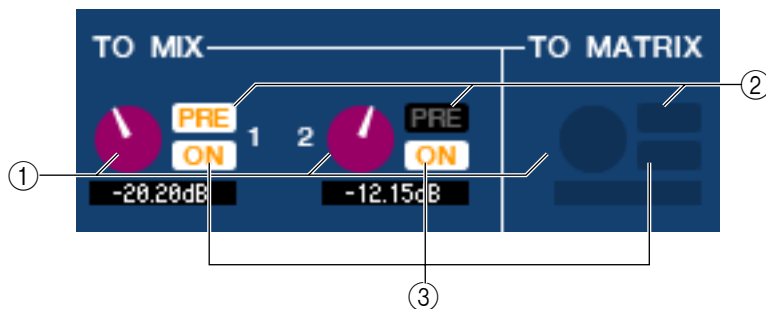 TO MIX TO MATRIX
PRE PRE ②
ON 1 2 ON
①
-20.20dB -12.15dB
③